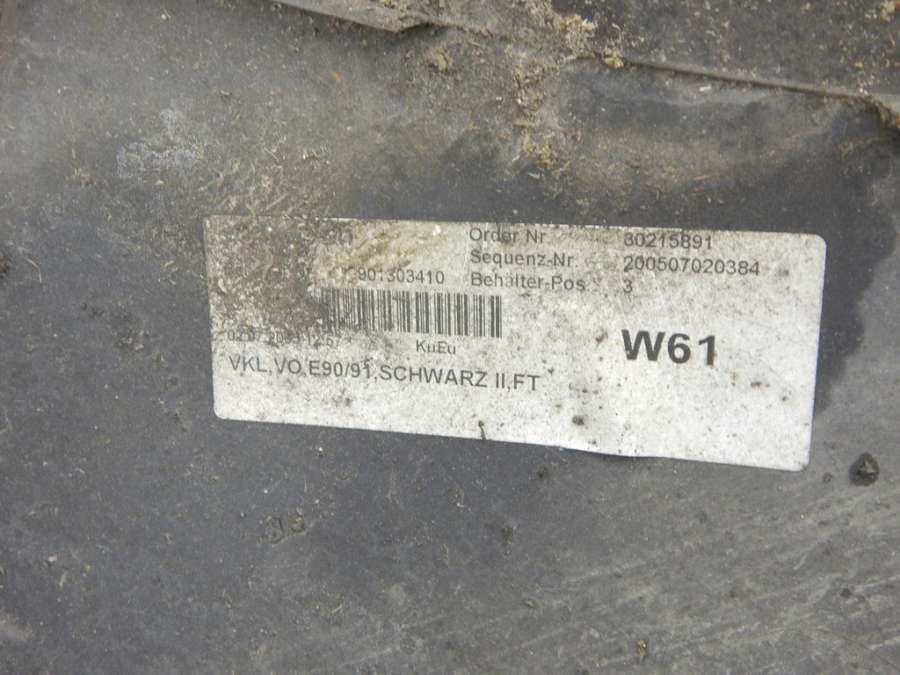 Order Nr. 30215891
Sequenz-Nr. 200507020384
901303410 Behälter-Pos. 3
KuEu
W61
VKL,VO,E90/91,SCHWARZ II,FT